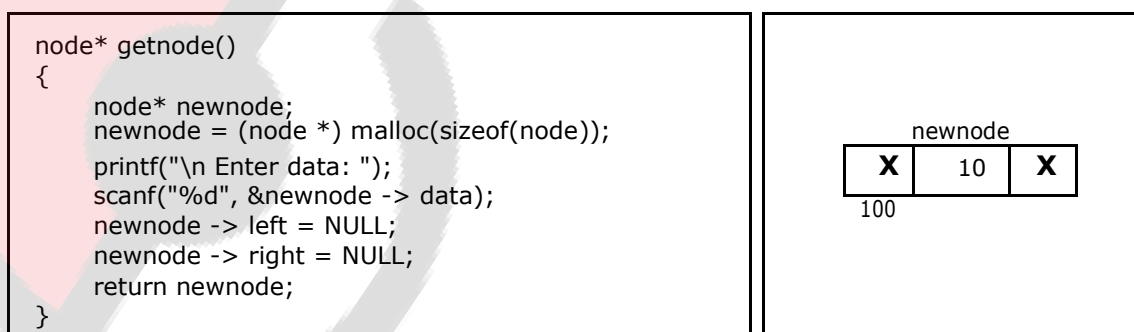 node* getnode()
{
node* newnode;
newnode = (node *) malloc(sizeof(node));
printf("\n Enter data: ");
scanf("%d", &newnode -> data);
newnode -> left = NULL;
newnode -> right = NULL;
return newnode;
}
newnode
X 10 X
100